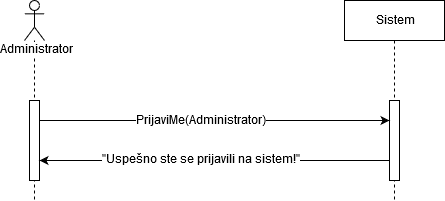 Sistem
Administrator
PrijaviMe(Administrator)
"Uspešno ste se prijavili na sistem!"